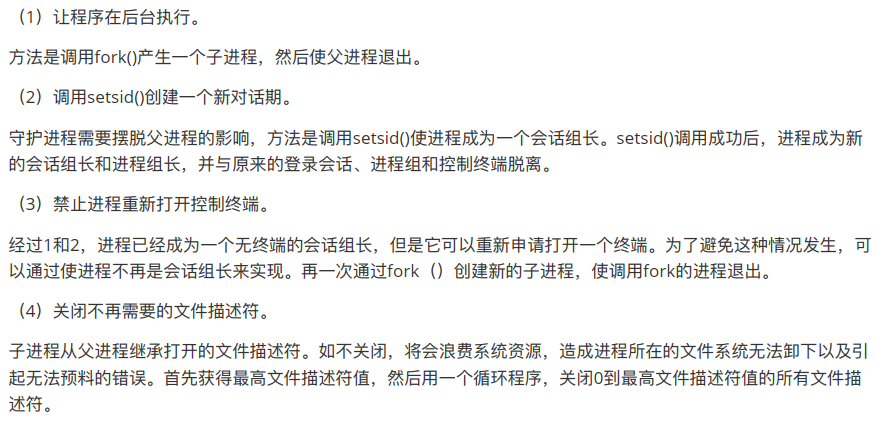 （1）让程序在后台执行。
方法是调用fork()产生一个子进程，然后使父进程退出。
（2）调用setsid()创建一个新对话期。
守护进程需要摆脱父进程的影响，方法是调用setsid()使进程成为一个会话组长。setsid()调用成功后，进程成为新
的会话组长和进程组长，并与原来的登录会话、进程组和控制终端脱离。
（3）禁止进程重新打开控制终端。
经过1和2，进程已经成为一个无终端的会话组长，但是它可以重新申请打开一个终端。为了避免这种情况发生，可
以通过使进程不再是会话组长来实现。再一次通过fork（）创建新的子进程，使调用fork的进程退出。
（4）关闭不再需要的文件描述符。
子进程从父进程继承打开的文件描述符。如不关闭，将会浪费系统资源，造成进程所在的文件系统无法卸下以及引
起无法预料的错误。首先获得最高文件描述符值，然后用一个循环程序，关闭0到最高文件描述符值的所有文件描
述符。